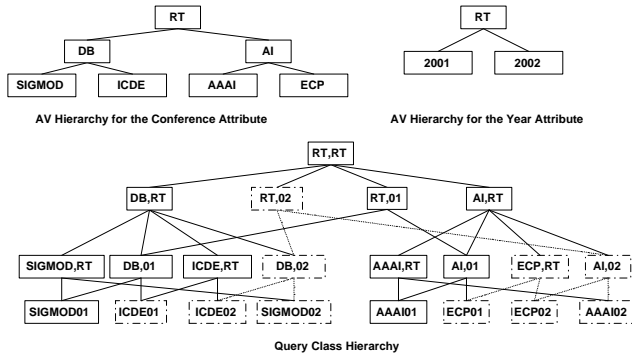 RT RT
DB AI 2001 2002
SIGMOD ICDE AAAI ECP
AV Hierarchy for the Conference Attribute AV Hierarchy for the Year Attribute
RT,RT
DB,RT RT,02 RT,01 AI,RT
SIGMOD,RT DB,01 ICDE,RT DB,02 AAAI,RT AI,01 ECP,RT AI,02
SIGMOD01 ICDE01 ICDE02 SIGMOD02 AAAI01 ECP01 ECP02 AAAI02
Query Class Hierarchy